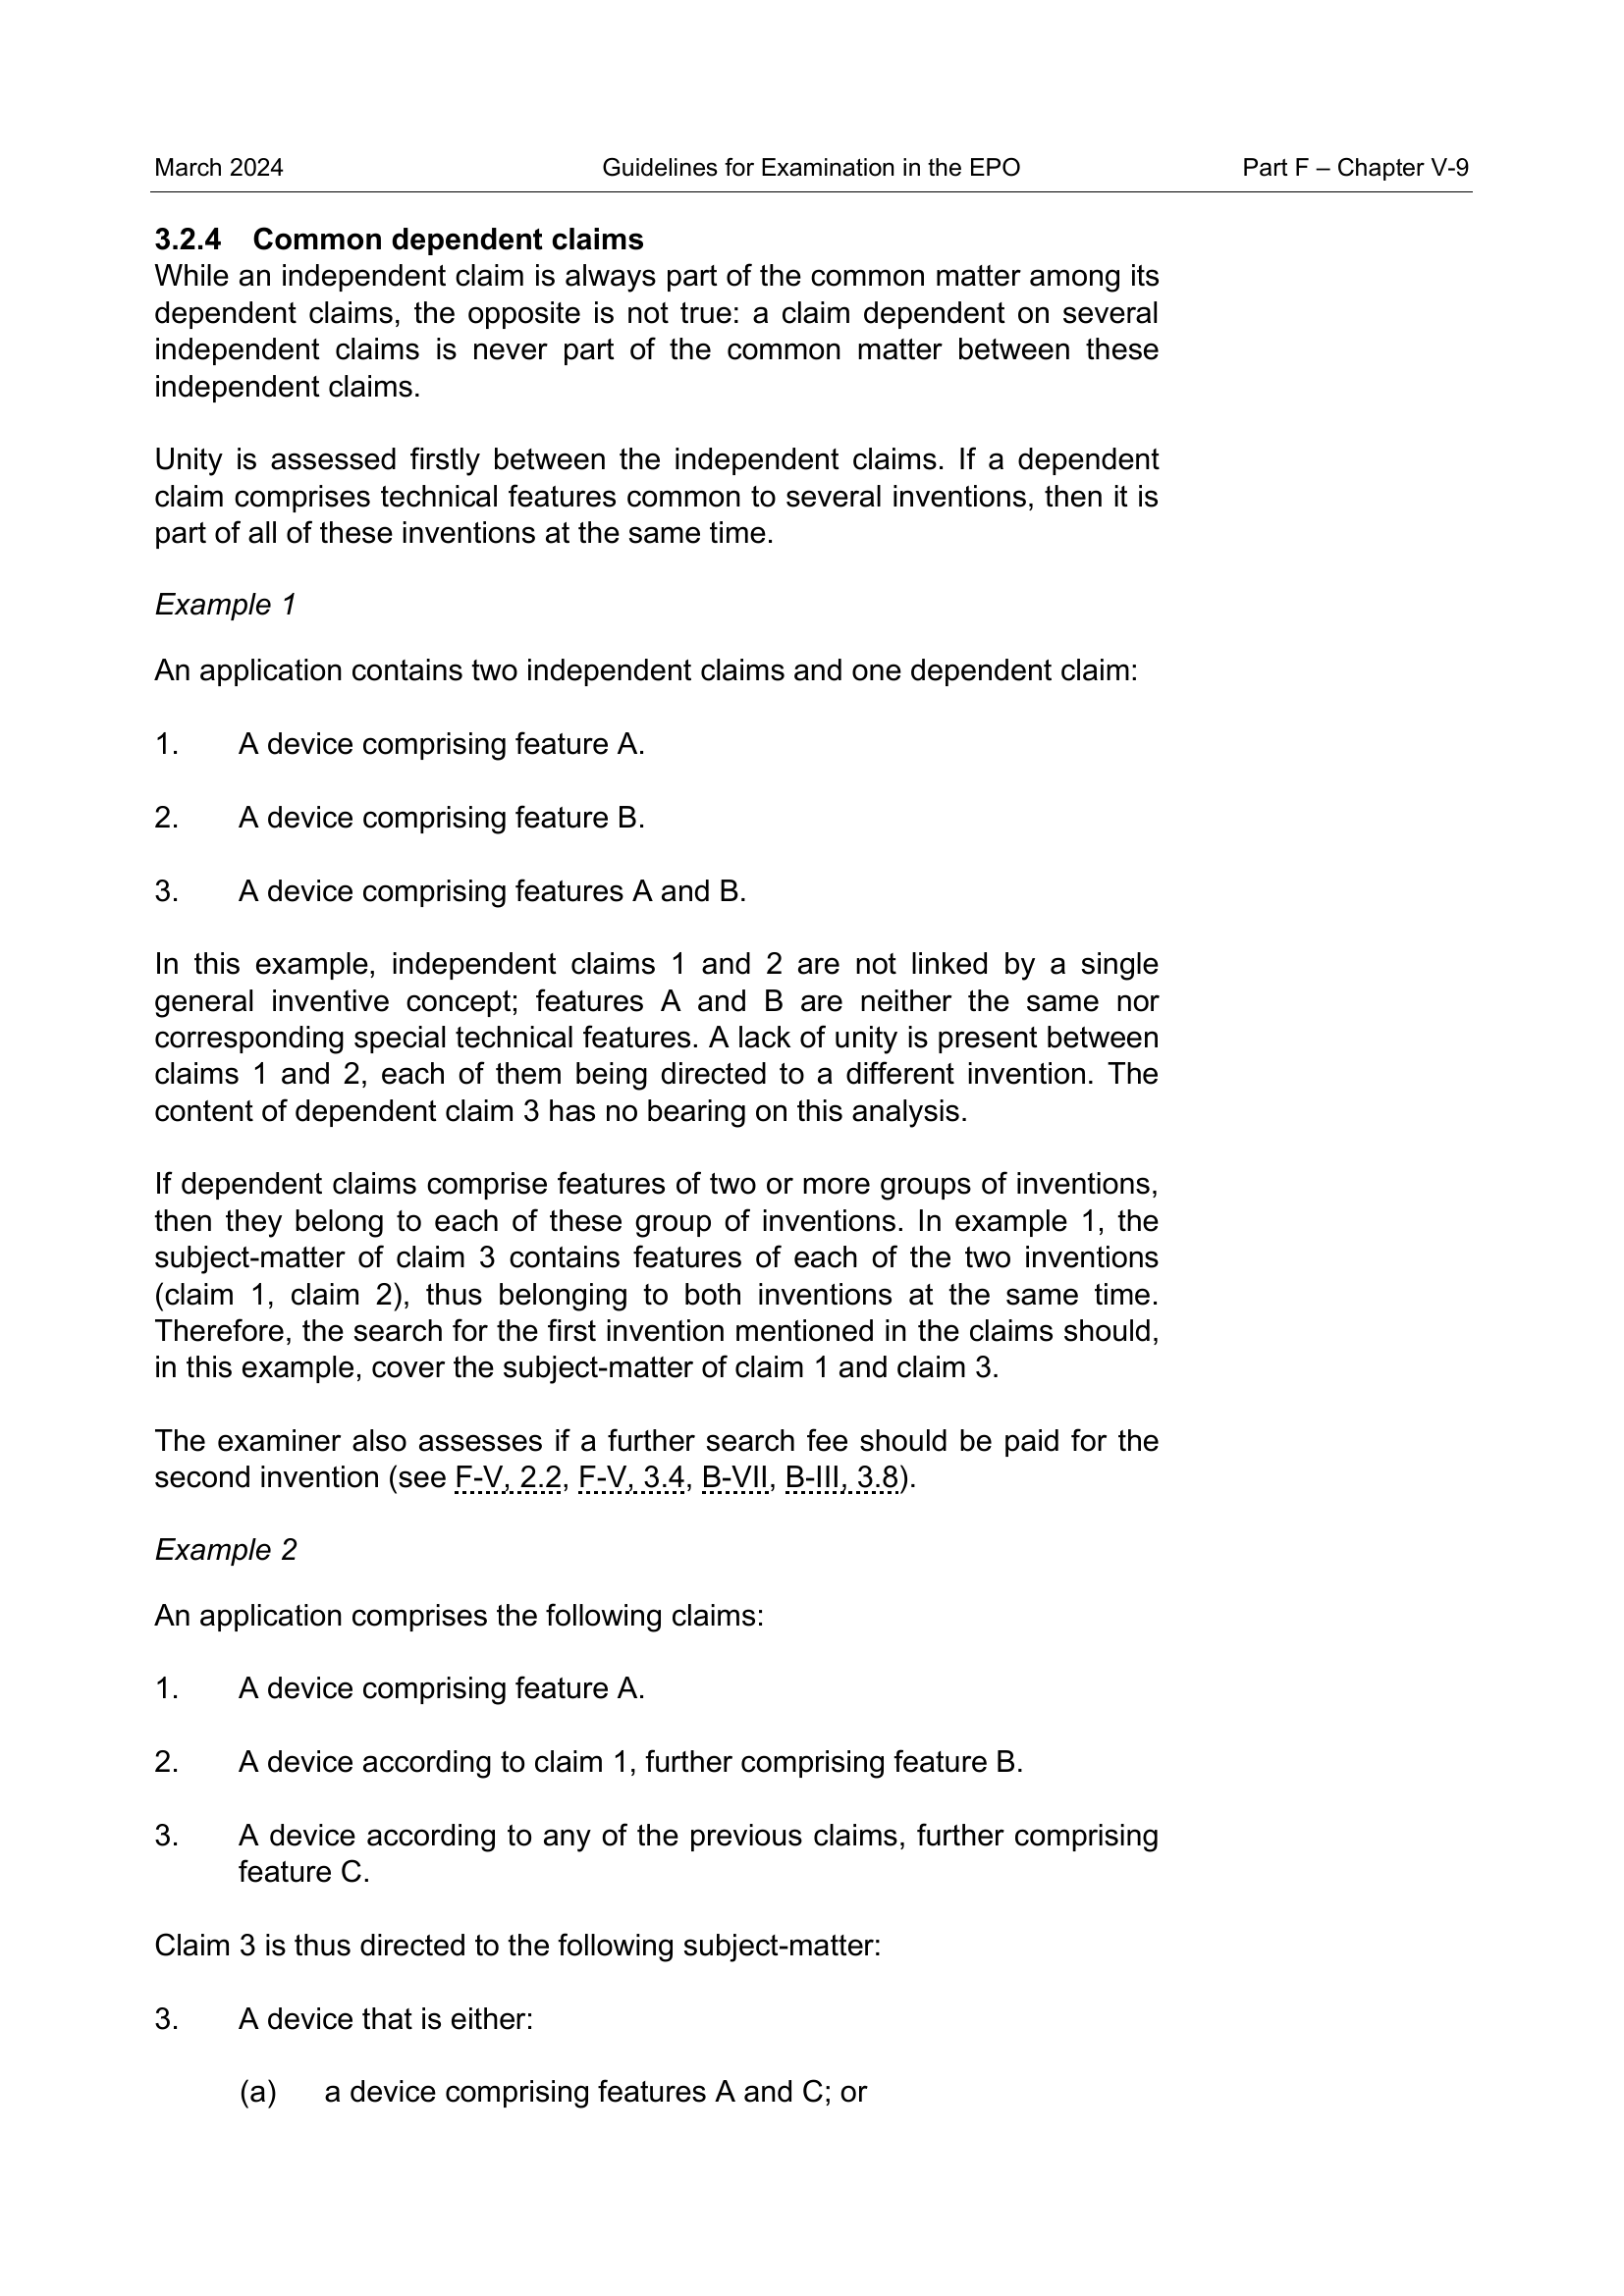 March 2024 Guidelines for Examination in the EPO Part F – Chapter V-9
3.2.4 Common dependent claims
While an independent claim is always part of the common matter among its
dependent claims, the opposite is not true: a claim dependent on several
independent claims is never part of the common matter between these
independent claims.
Unity is assessed firstly between the independent claims. If a dependent
claim comprises technical features common to several inventions, then it is
part of all of these inventions at the same time.
Example 1
An application contains two independent claims and one dependent claim:
1. A device comprising feature A.
2. A device comprising feature B.
3. A device comprising features A and B.
In this example, independent claims 1 and 2 are not linked by a single
general inventive concept; features A and B are neither the same nor
corresponding special technical features. A lack of unity is present between
claims 1 and 2, each of them being directed to a different invention. The
content of dependent claim 3 has no bearing on this analysis.
If dependent claims comprise features of two or more groups of inventions,
then they belong to each of these group of inventions. In example 1, the
subject-matter of claim 3 contains features of each of the two inventions
(claim 1, claim 2), thus belonging to both inventions at the same time.
Therefore, the search for the first invention mentioned in the claims should,
in this example, cover the subject-matter of claim 1 and claim 3.
The examiner also assesses if a further search fee should be paid for the
second invention (see F-V, 2.2, F-V, 3.4, B-VII, B-III, 3.8).
Example 2
An application comprises the following claims:
1. A device comprising feature A.
2. A device according to claim 1, further comprising feature B.
3. A device according to any of the previous claims, further comprising
feature C.
Claim 3 is thus directed to the following subject-matter:
3. A device that is either:
(a) a device comprising features A and C; or